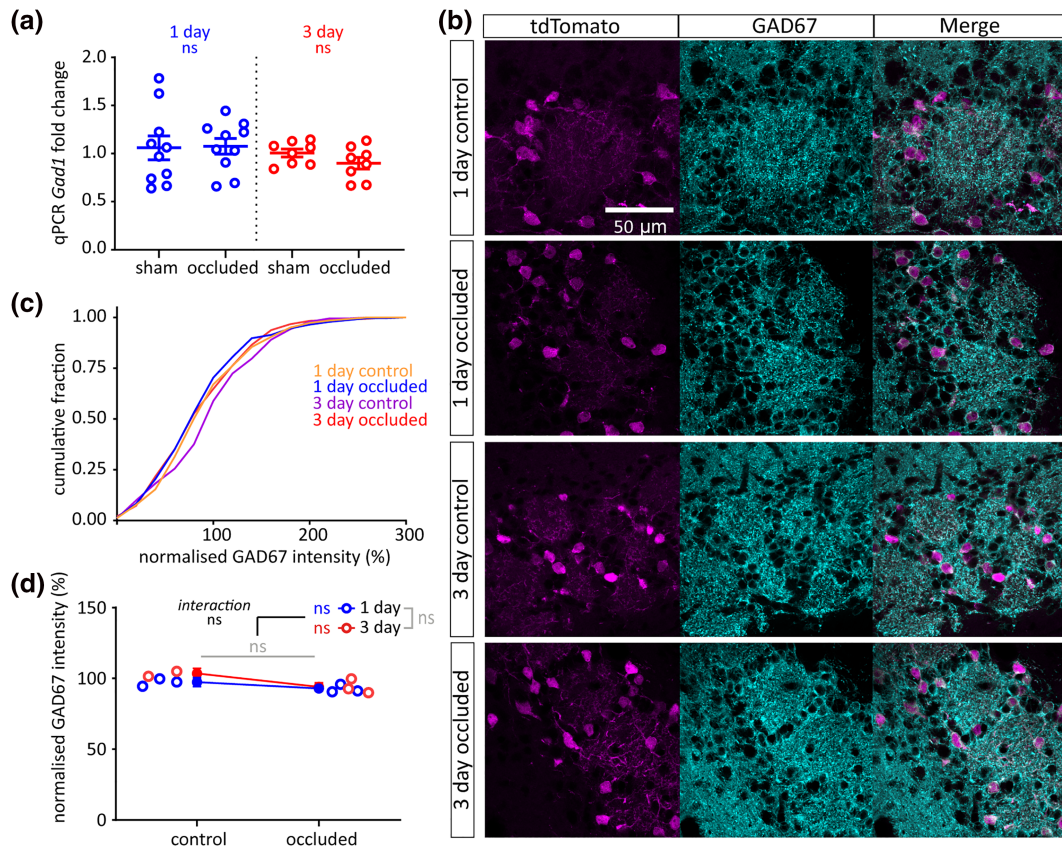 (a)
1 day
ns
3 day
ns
2.0
1.5
1.0
0.5
0.0
qPCR Gad1 fold change
sham
occluded
sham
occluded
(b)
tdTomato
GAD67
Merge
1 day control
50 µm
1 day occluded
3 day control
3 day occluded
(c)
1.00
0.75
0.50
0.25
0.00
cumulative fraction
1 day control
1 day occluded
3 day control
3 day occluded
0
100
200
300
normalised GAD67 intensity (%)
(d)
150
100
50
0
normalised GAD67 intensity (%)
interaction
ns
ns 1 day
ns 3 day
ns
ns
control
occluded